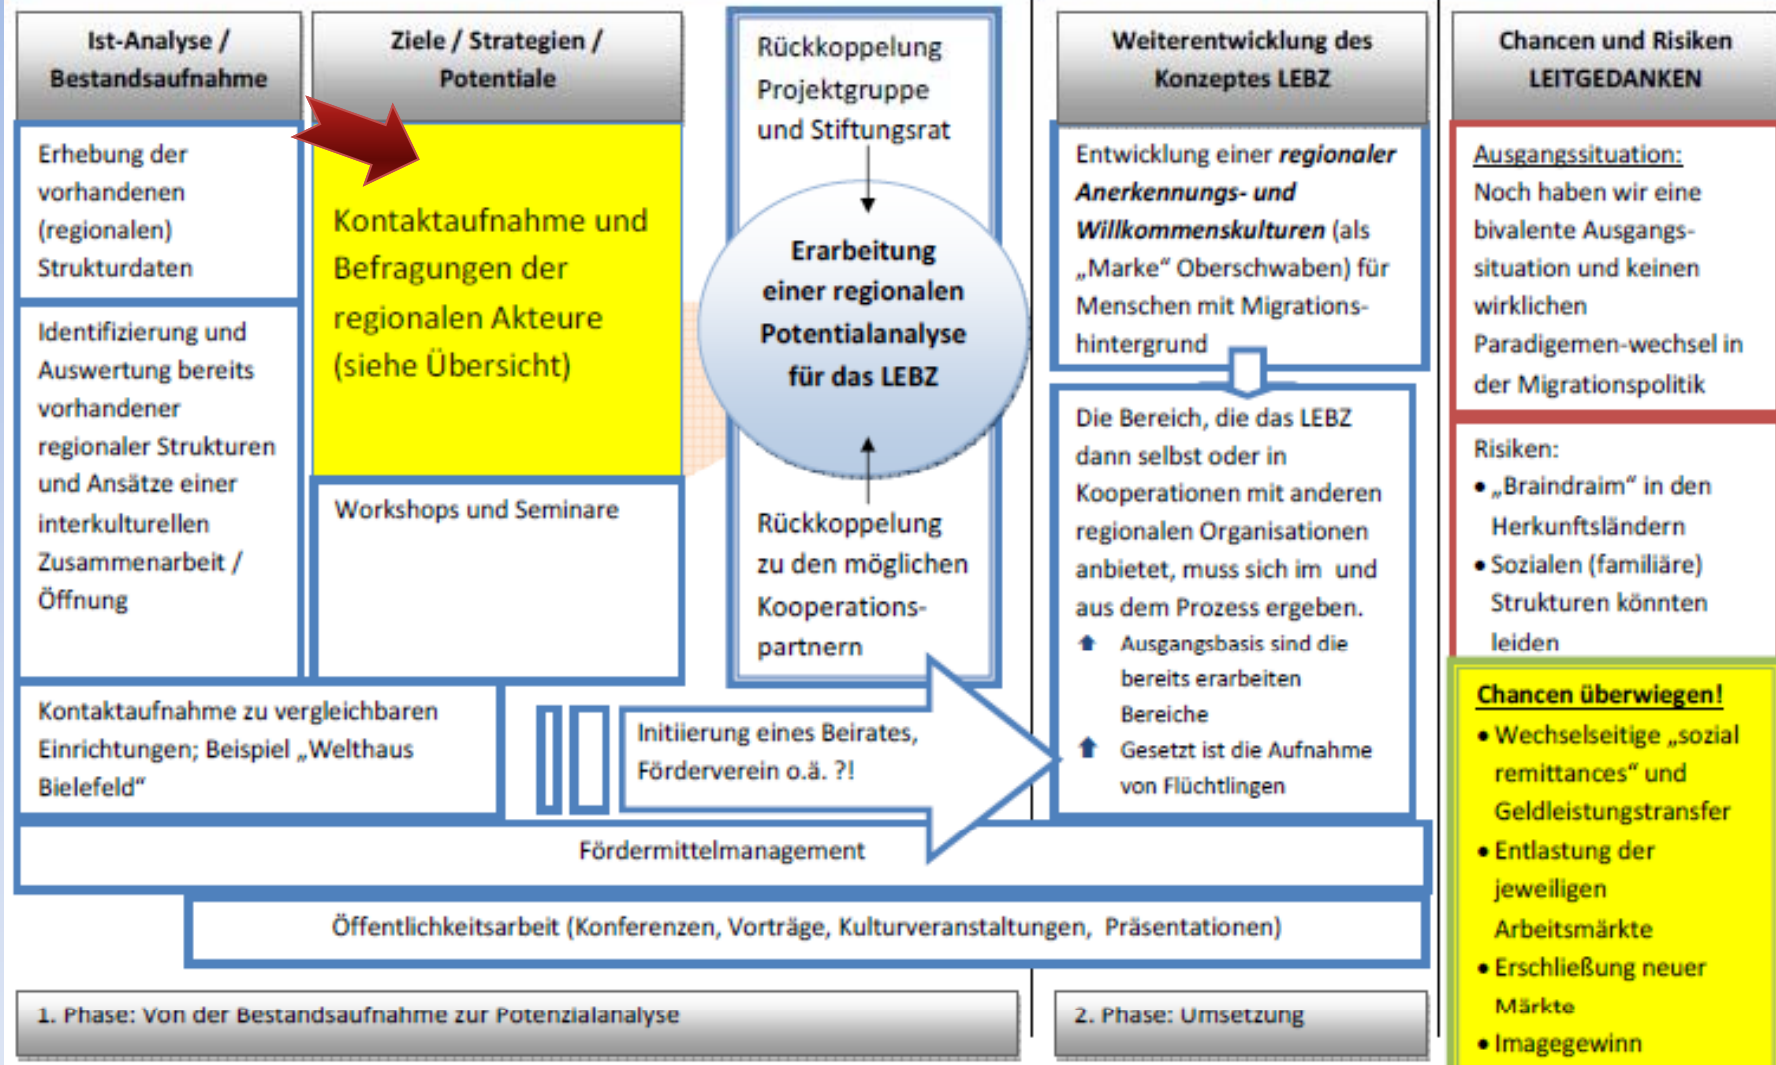 Ist-Analyse /
Bestandsaufnahme
Erhebung der
vorhandenen
(regionalen)
Strukturdaten
Identifizierung und
Auswertung bereits
vorhandener
regionaler Strukturen
und Ansätze einer
interkulturellen
Zusammenarbeit /
Öffnung
Ziele / Strategien /
Potentiale
Kontaktaufnahme und
Befragungen der
regionalen Akteure
(siehe Übersicht)
Workshops und Seminare
Kontaktaufnahme zu vergleichbaren
Einrichtungen; Beispiel „Welthaus
Bielefeld“
Rückkoppelung
Projektgruppe
und Stiftungsrat
Erarbeitung
einer regionalen
Potentialanalyse
für das LEBZ
Rückkoppelung
zu den möglichen
Kooperations-
partnern
Initiierung eines Beirates,
Förderverein o.ä. ?!
Weiterentwicklung des
Konzeptes LEBZ
Entwicklung einer regionaler
Anerkennungs- und
Willkommenskulturen (als
„Marke“ Oberschwaben) für
Menschen mit Migrations-
hintergrund
Die Bereich, die das LEBZ
dann selbst oder in
Kooperationen mit anderen
regionalen Organisationen
anbietet, muss sich im und
aus dem Prozess ergeben.
Ausgangsbasis sind die
bereits erarbeiten
Bereiche
Gesetzt ist die Aufnahme
von Flüchtlingen
Fördermittelmanagement
Öffentlichkeitsarbeit (Konferenzen, Vorträge, Kulturveranstaltungen, Präsentationen)
1. Phase: Von der Bestandsaufnahme zur Potenzialanalyse
2. Phase: Umsetzung
Chancen und Risiken
LEITGEDANKEN
Ausgangssituation:
Noch haben wir eine
bivalente Ausgangs-
situation und keinen
wirklichen
Paradigemen-wechsel in
der Migrationspolitik
Risiken:
• „Braindraim“ in den
Herkunftsländern
• Sozialen (familiäre)
Strukturen könnten
leiden
Chancen überwiegen!
• Wechselseitige „sozial
remittances“ und
Geldleistungstransfer
• Entlastung der
jeweiligen
Arbeitsmärkte
• Erschließung neuer
Märkte
• Imagegewinn